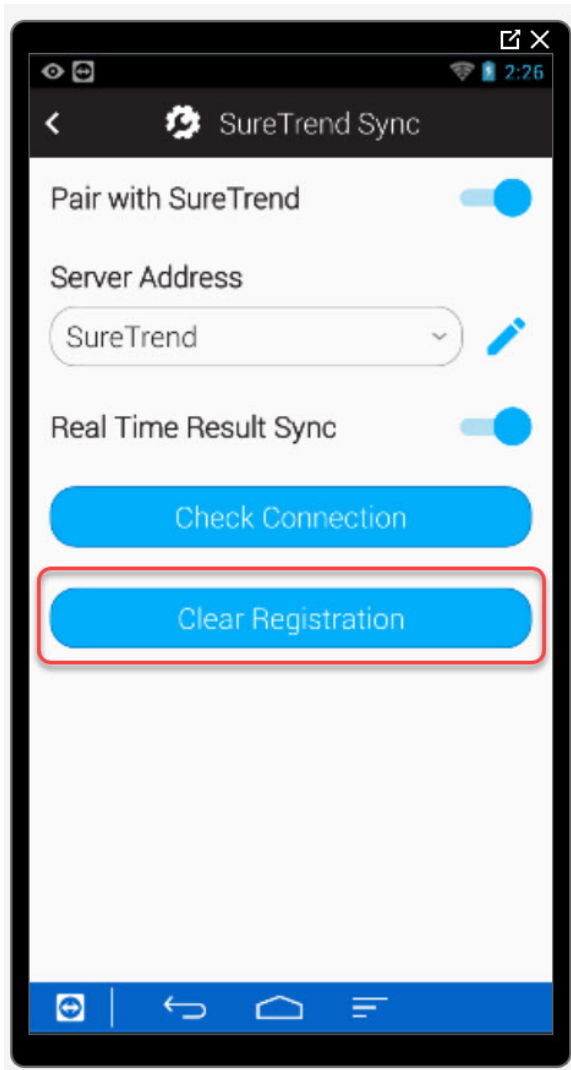 2:26
SureTrend Sync
Pair with SureTrend
Server Address
SureTrend
Real Time Result Sync
Check Connection
Clear Registration